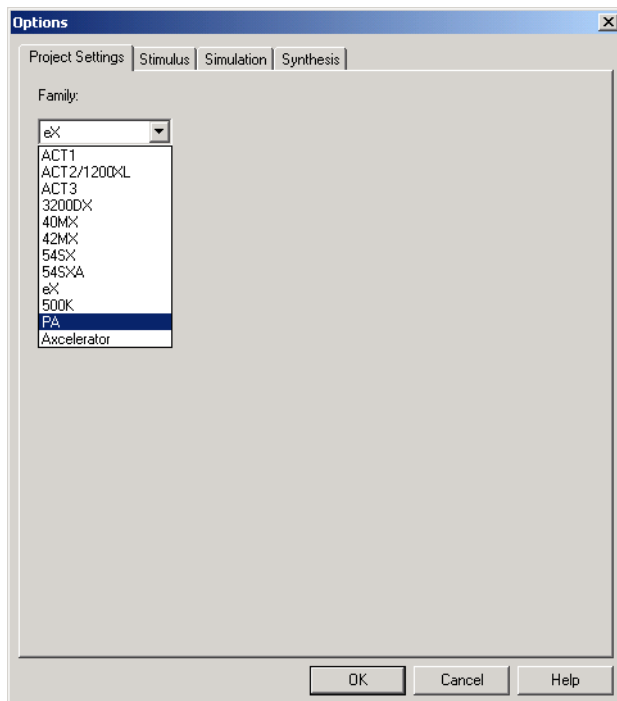 Options
Project Settings Stimulus Simulation Synthesis
Family:
eX
ACT1
ACT2/1200XL
ACT3
3200DX
40MX
42MX
54SX
54SXA
eX
500K
PA
Axcelerator
OK Cancel Help